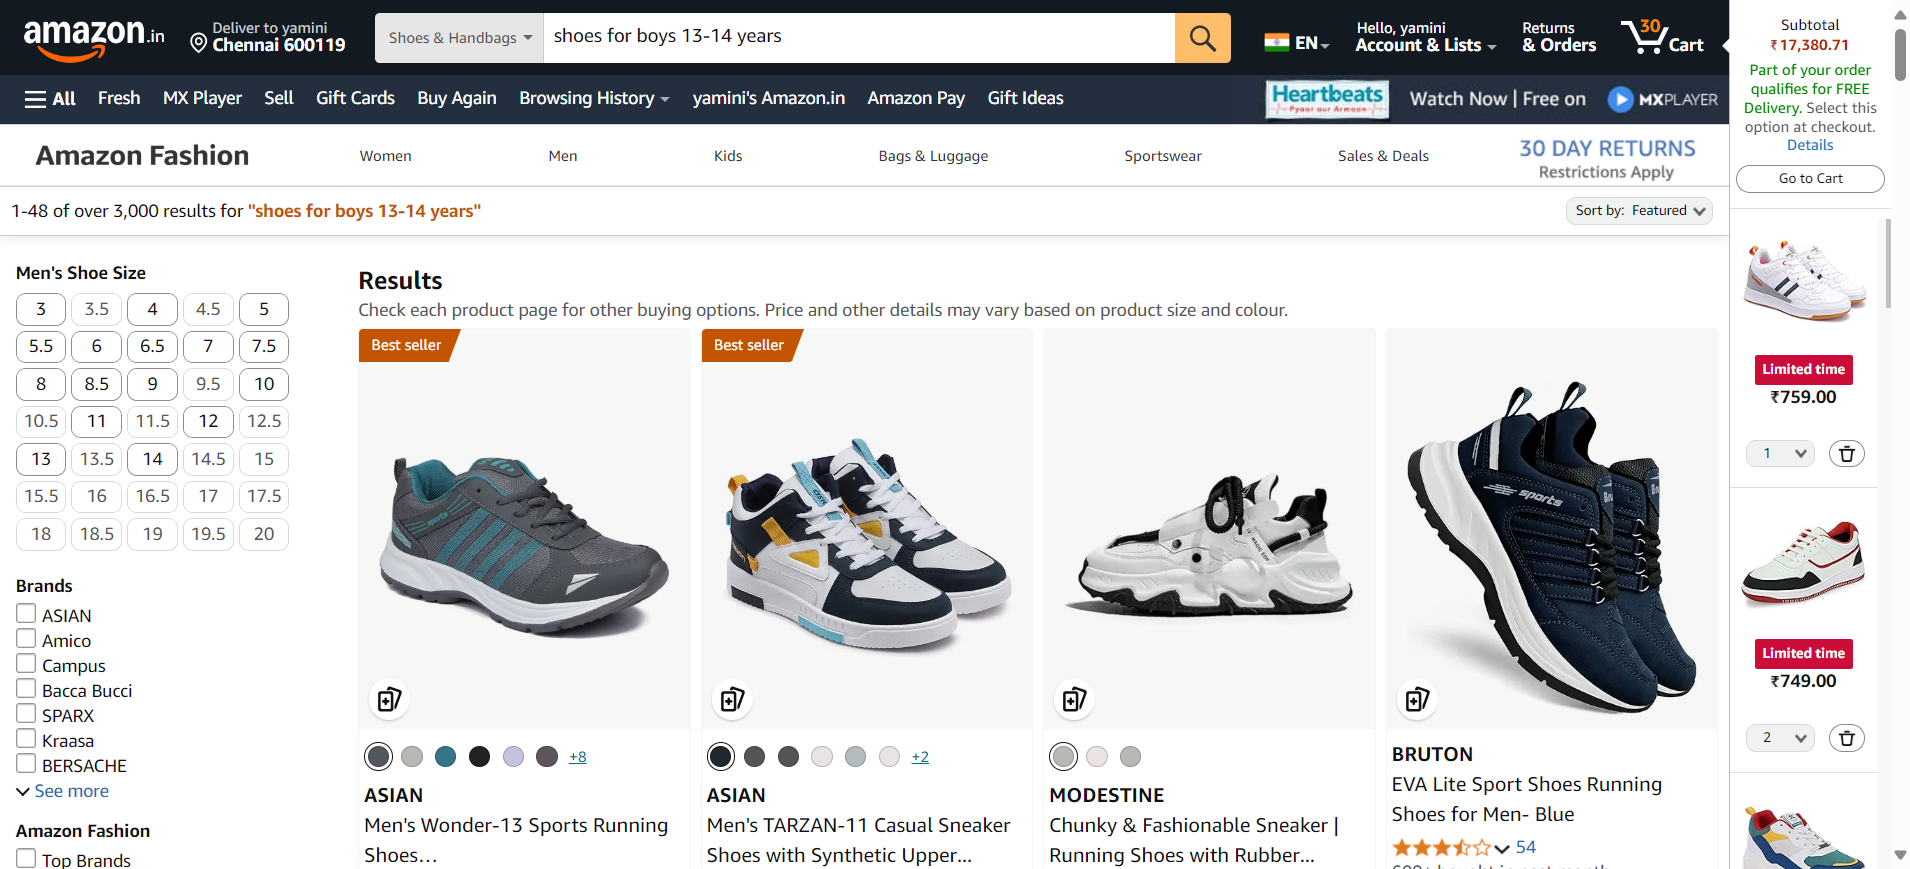 amazon.in
Deliver to yamini
Chennai 600119
Shoes & Handbags
shoes for boys 13-14 years
EN
Hello, yamini
Account & Lists
Returns
& Orders
30
Cart
All
Fresh
MX Player
Sell
Gift Cards
Buy Again
Browsing History
yamini's Amazon.in
Amazon Pay
Gift Ideas
Heartbeats
Pyaar aur Armaan
Watch Now | Free on
MXPLAYER
Amazon Fashion
Women
Men
Kids
Bags & Luggage
Sportswear
Sales & Deals
30 DAY RETURNS
Restrictions Apply
1-48 of over 3,000 results for "shoes for boys 13-14 years"
Sort by: Featured
Men's Shoe Size
3 3.5 4 4.5 5
5.5 6 6.5 7 7.5
8 8.5 9 9.5 10
10.5 11 11.5 12 12.5
13 13.5 14 14.5 15
15.5 16 16.5 17 17.5
18 18.5 19 19.5 20
Brands
ASIAN
Amico
Campus
Bacca Bucci
SPARX
Kraasa
BERSACHE
See more
Amazon Fashion
Top Brands
Results
Check each product page for other buying options. Price and other details may vary based on product size and colour.
Best seller
+8
ASIAN
Men's Wonder-13 Sports Running
Shoes...
Best seller
+2
ASIAN
Men's TARZAN-11 Casual Sneaker
Shoes with Synthetic Upper...
MODESTINE
Chunky & Fashionable Sneaker |
Running Shoes with Rubber...
sports
BRUTON
EVA Lite Sport Shoes Running
Shoes for Men- Blue
54
Subtotal
₹17,380.71
Part of your order
qualifies for FREE
Delivery. Select this
option at checkout.
Details
Go to Cart
Limited time
₹759.00
1
Limited time
₹749.00
2